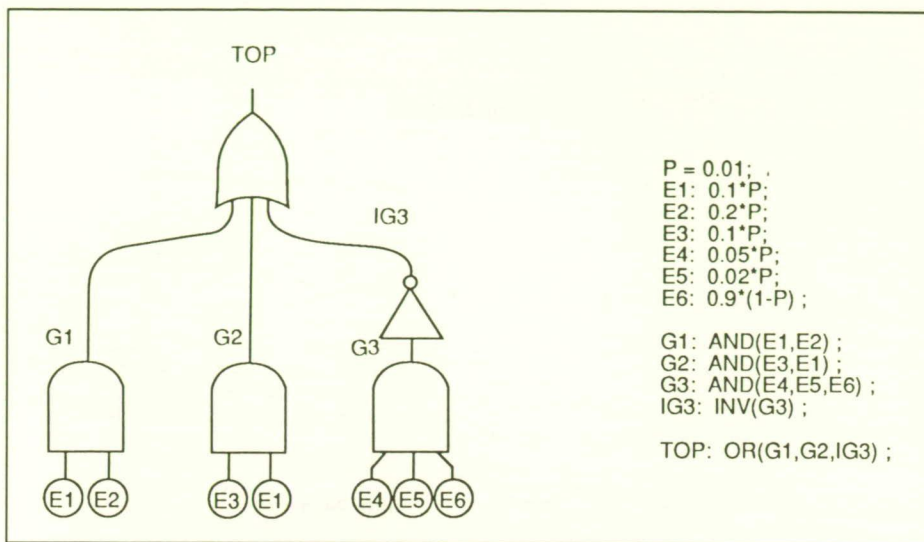 TOP
IG3
G1
G2
G3
E1 E2 E3 E1 E4 E5 E6
P = 0.01;
E1: 0.1*P;
E2: 0.2*P;
E3: 0.1*P;
E4: 0.05*P;
E5: 0.02*P;
E6: 0.9*(1-P) ;
G1: AND(E1,E2) ;
G2: AND(E3,E1) ;
G3: AND(E4,E5,E6) ;
IG3: INV(G3) ;
TOP: OR(G1,G2,IG3) ;